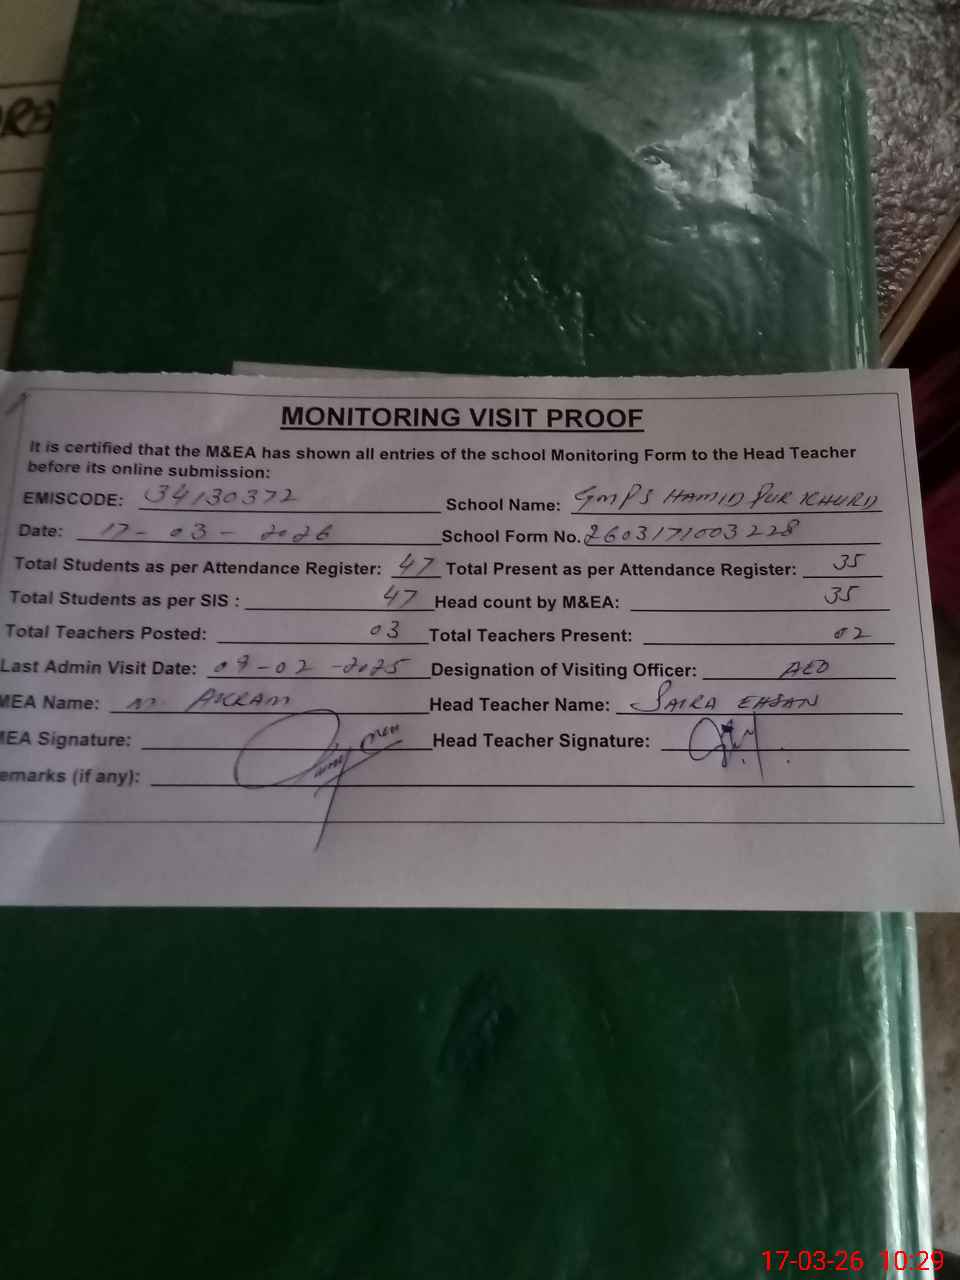 MONITORING VISIT PROOF
It is certified that the M&EA has shown all entries of the school Monitoring Form to the Head Teacher
before its online submission:
EMISCODE: 34130372 School Name: GMPS HAMID PUR KHURD
Date: 17-03-2026 School Form No. 2603171003228
Total Students as per Attendance Register: 47 Total Present as per Attendance Register: 35
Total Students as per SIS : 47 Head count by M&EA: 35
Total Teachers Posted: 03 Total Teachers Present: 02
Last Admin Visit Date: 09-02-2025 Designation of Visiting Officer: AEO
MEA Name: M. AKRAM Head Teacher Name: SAIRA EHSAN
MEA Signature: Head Teacher Signature:
emarks (if any):
17-03-26 10:29